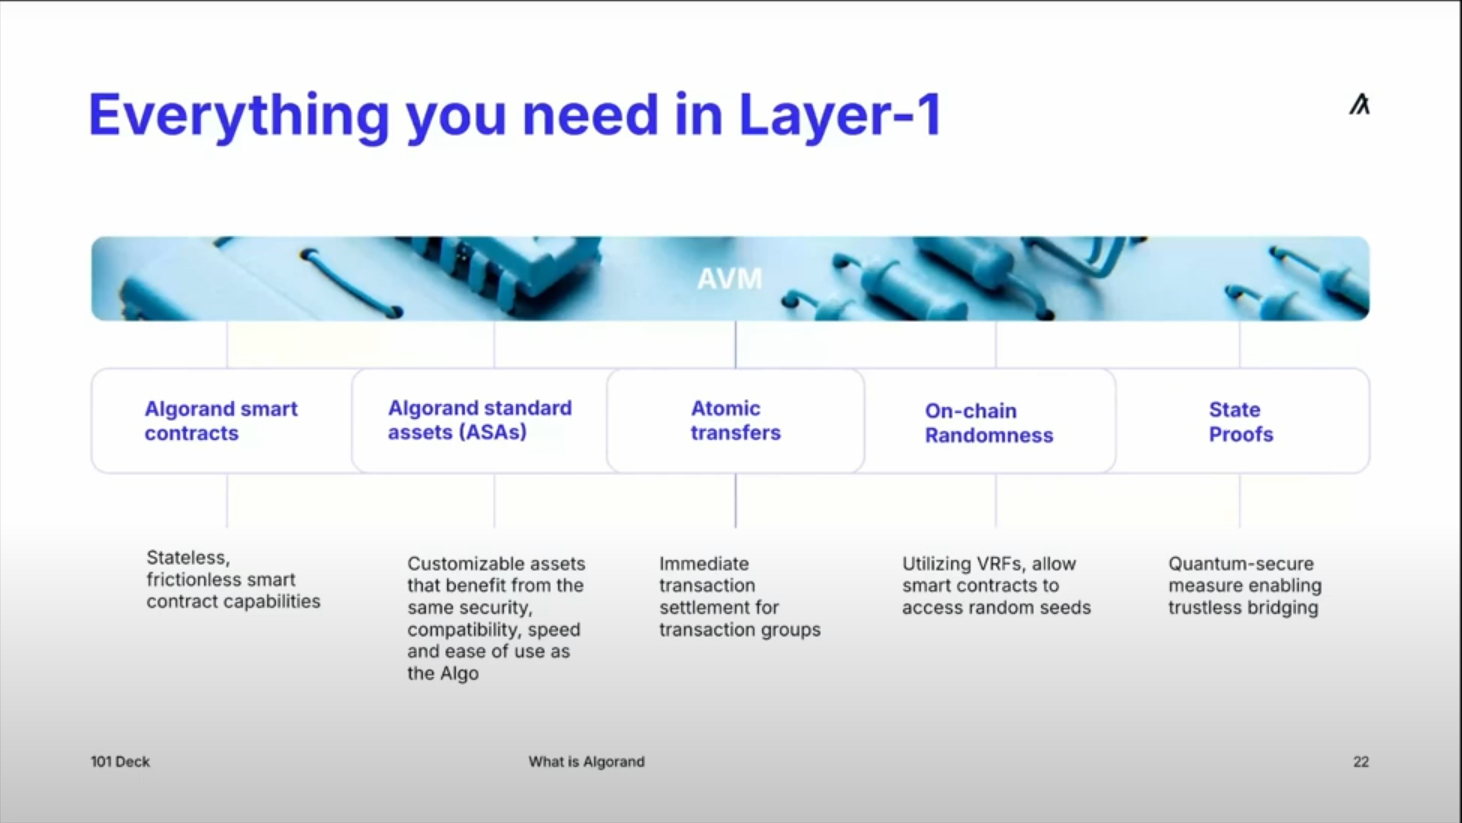 Everything you need in Layer-1
AVM
Algorand smart
contracts
Algorand standard
assets (ASAs)
Atomic
transfers
On-chain
Randomness
State
Proofs
Stateless,
frictionless smart
contract capabilities
Customizable assets
that benefit from the
same security,
compatibility, speed
and ease of use as
the Algo
Immediate
transaction
settlement for
transaction groups
Utilizing VRFs, allow
smart contracts to
access random seeds
Quantum-secure
measure enabling
trustless bridging
101 Deck
What is Algorand
22